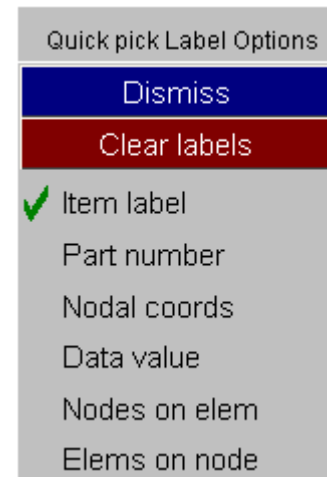 Quick pick Label Options
Dismiss
Clear labels
Item label
Part number
Nodal coords
Data value
Nodes on elem
Elems on node